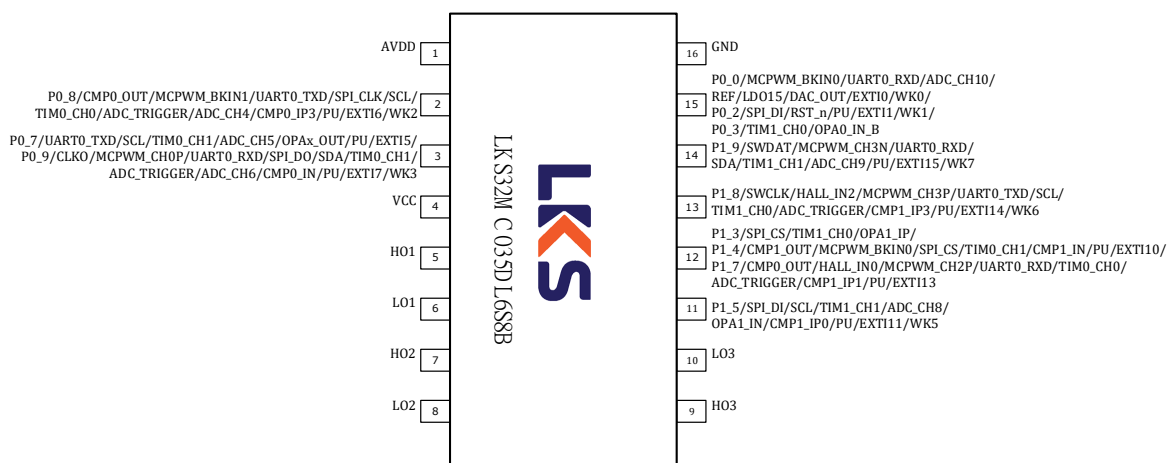 AVDD
1
P0_8/CMP0_OUT/MCPWM_BKIN1/UART0_TXD/SPI_CLK/SCL/
TIM0_CH0/ADC_TRIGGER/ADC_CH4/CMP0_IP3/PU/EXTI6/WK2
2
P0_7/UART0_TXD/SCL/TIM0_CH1/ADC_CH5/OPAx_OUT/PU/EXTI5/
P0_9/CLKO/MCPWM_CH0P/UART0_RXD/SPI_DO/SDA/TIM0_CH1/
ADC_TRIGGER/ADC_CH6/CMP0_IN/PU/EXTI7/WK3
3
VCC
4
HO1
5
LO1
6
HO2
7
LO2
8
LKS32MC035DL6S8B
LKS
16
GND
15
P0_0/MCPWM_BKIN0/UART0_RXD/ADC_CH10/
REF/LDO15/DAC_OUT/EXTI0/WK0/
P0_2/SPI_DI/RST_n/PU/EXTI1/WK1/
P0_3/TIM1_CH0/OPA0_IN_B
14
P1_9/SWDAT/MCPWM_CH3N/UART0_RXD/
SDA/TIM1_CH1/ADC_CH9/PU/EXTI15/WK7
13
P1_8/SWCLK/HALL_IN2/MCPWM_CH3P/UART0_TXD/SCL/
TIM1_CH0/ADC_TRIGGER/CMP1_IP3/PU/EXTI14/WK6
12
P1_3/SPI_CS/TIM1_CH0/OPA1_IP/
P1_4/CMP1_OUT/MCPWM_BKIN0/SPI_CS/TIM0_CH1/CMP1_IN/PU/EXTI10/
P1_7/CMP0_OUT/HALL_IN0/MCPWM_CH2P/UART0_RXD/TIM0_CH0/
ADC_TRIGGER/CMP1_IP1/PU/EXTI13
11
P1_5/SPI_DI/SCL/TIM1_CH1/ADC_CH8/
OPA1_IN/CMP1_IP0/PU/EXTI11/WK5
10
LO3
9
HO3